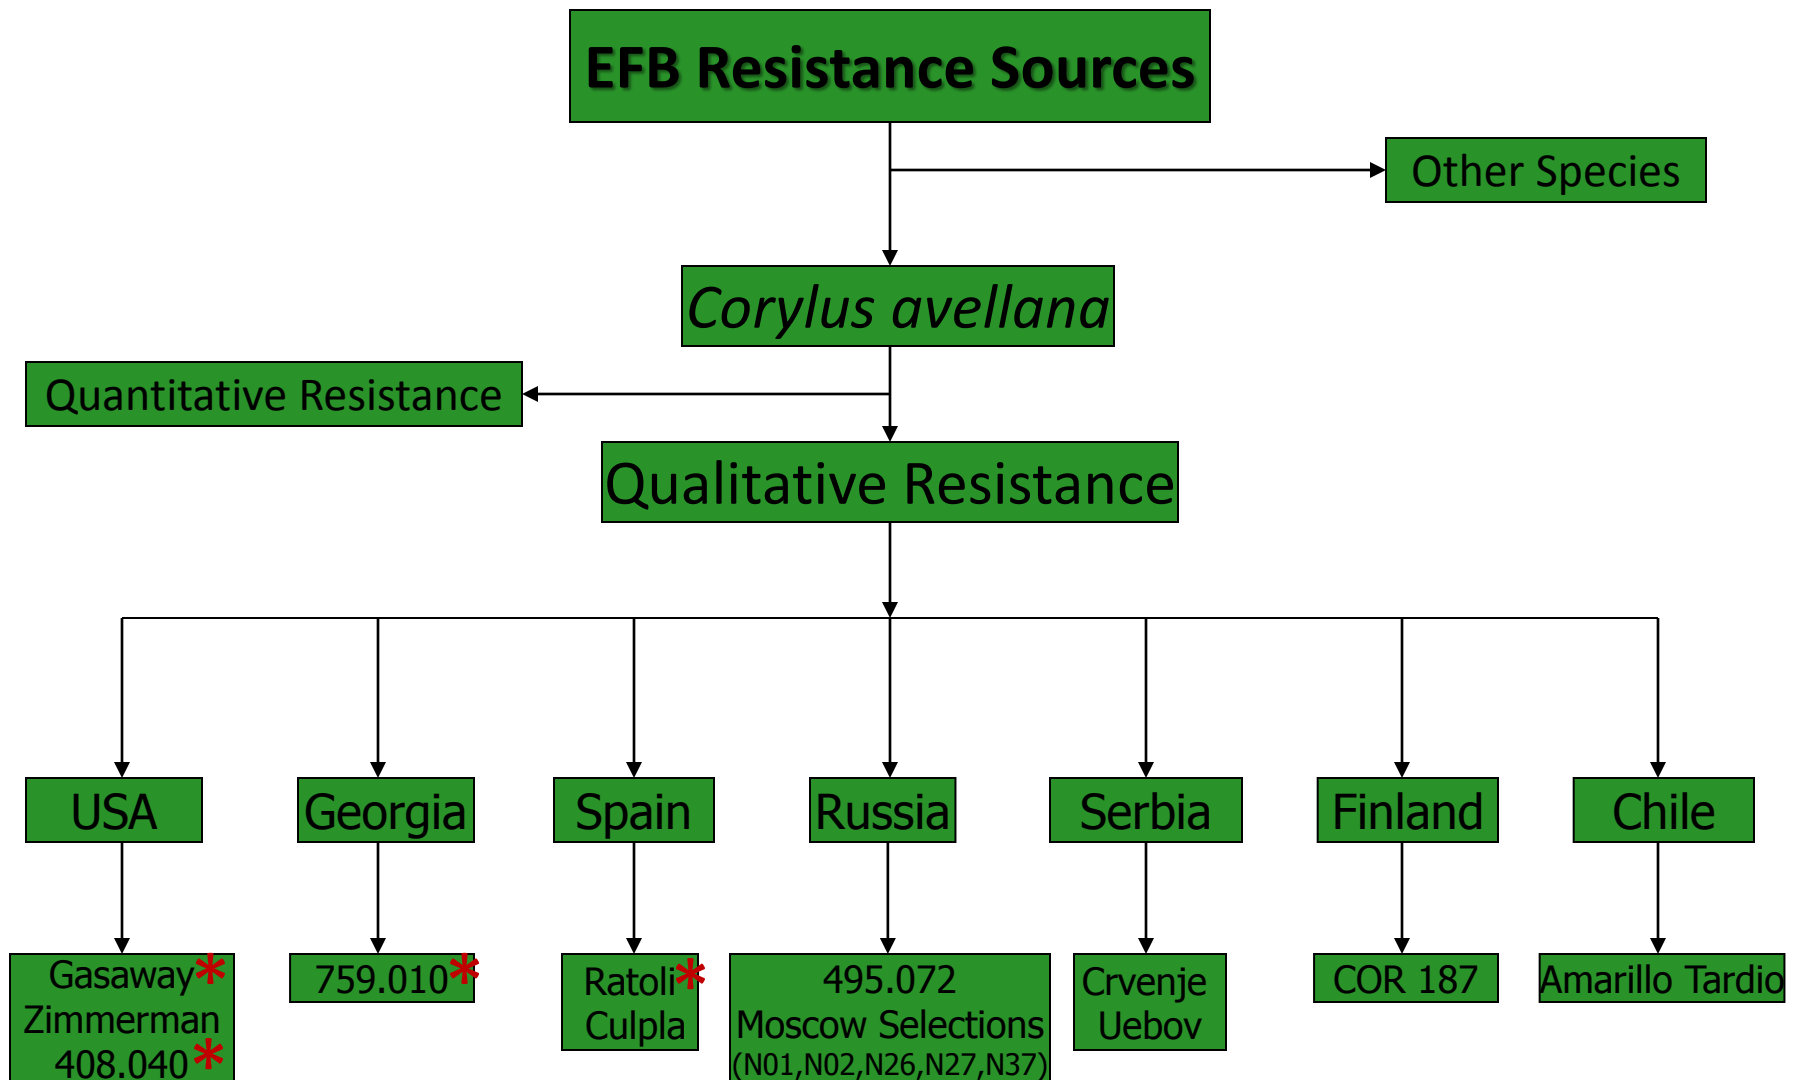 EFB Resistance Sources
Other Species
Corylus avellana
Quantitative Resistance
Qualitative Resistance
USA
Georgia
Spain
Russia
Serbia
Finland
Chile
Gasaway*
Zimmerman
408.040*
759.010*
Ratoli*
Culpla
495.072
Moscow Selections
(N01,N02,N26,N27,N37)
Crvenje
Uebov
COR 187
Amarillo Tardio